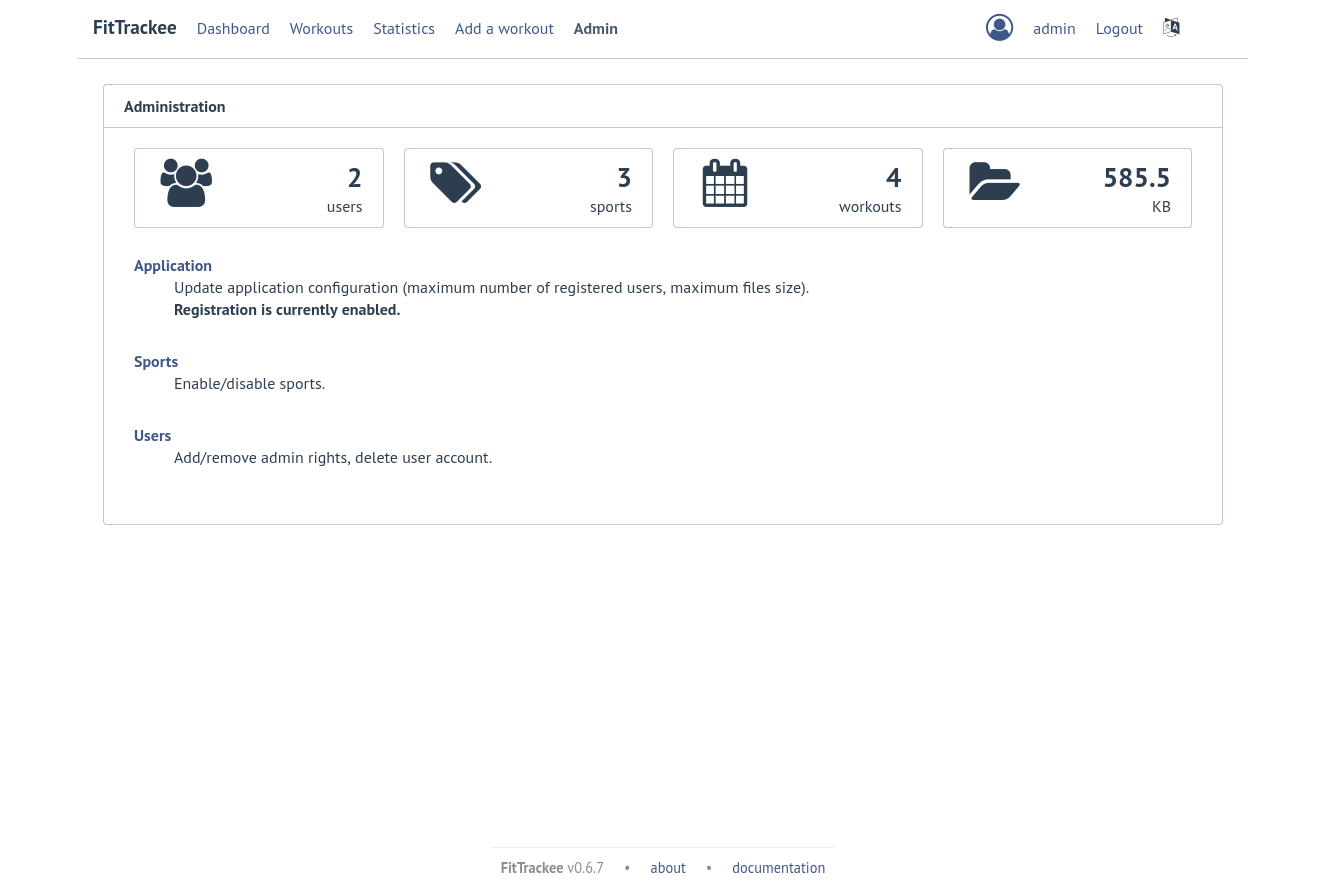 FitTrackee Dashboard Workouts Statistics Add a workout Admin admin Logout
Administration
2
users
3
sports
4
workouts
585.5
KB
Application
Update application configuration (maximum number of registered users, maximum files size).
Registration is currently enabled.
Sports
Enable/disable sports.
Users
Add/remove admin rights, delete user account.
FitTrackee v0.6.7 • about • documentation